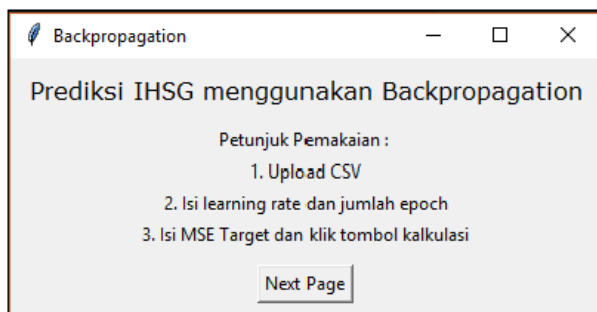 Backpropagation
Prediksi IHSG menggunakan Backpropagation
Petunjuk Pemakaian :
1. Upload CSV
2. Isi learning rate dan jumlah epoch
3. Isi MSE Target dan klik tombol kalkulasi
Next Page